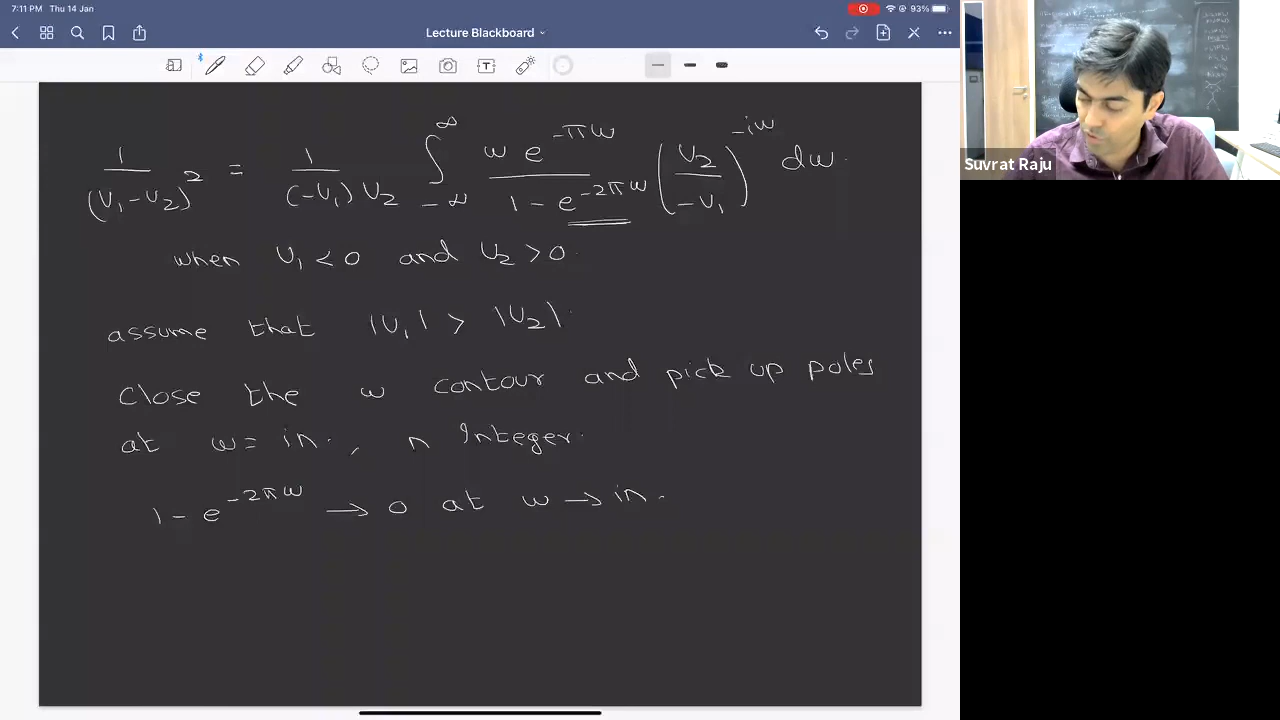 7:11 PM Thu 14 Jan
93%
Lecture Blackboard
1/(U₁-U₂)² = 1/((-U₁)U₂) ∫_{-∞}^{∞} ω e^{-πω}/(1 - e^{-2πω}) (U₂/-U₁)^{-iω} dω.
when U₁ < 0 and U₂ > 0.
assume that |U₁| > |U₂|.
Close the ω contour and pick up poles
at ω = in., n Integer.
1 - e^{-2πω} → 0 at ω → in.
Suvrat Raju